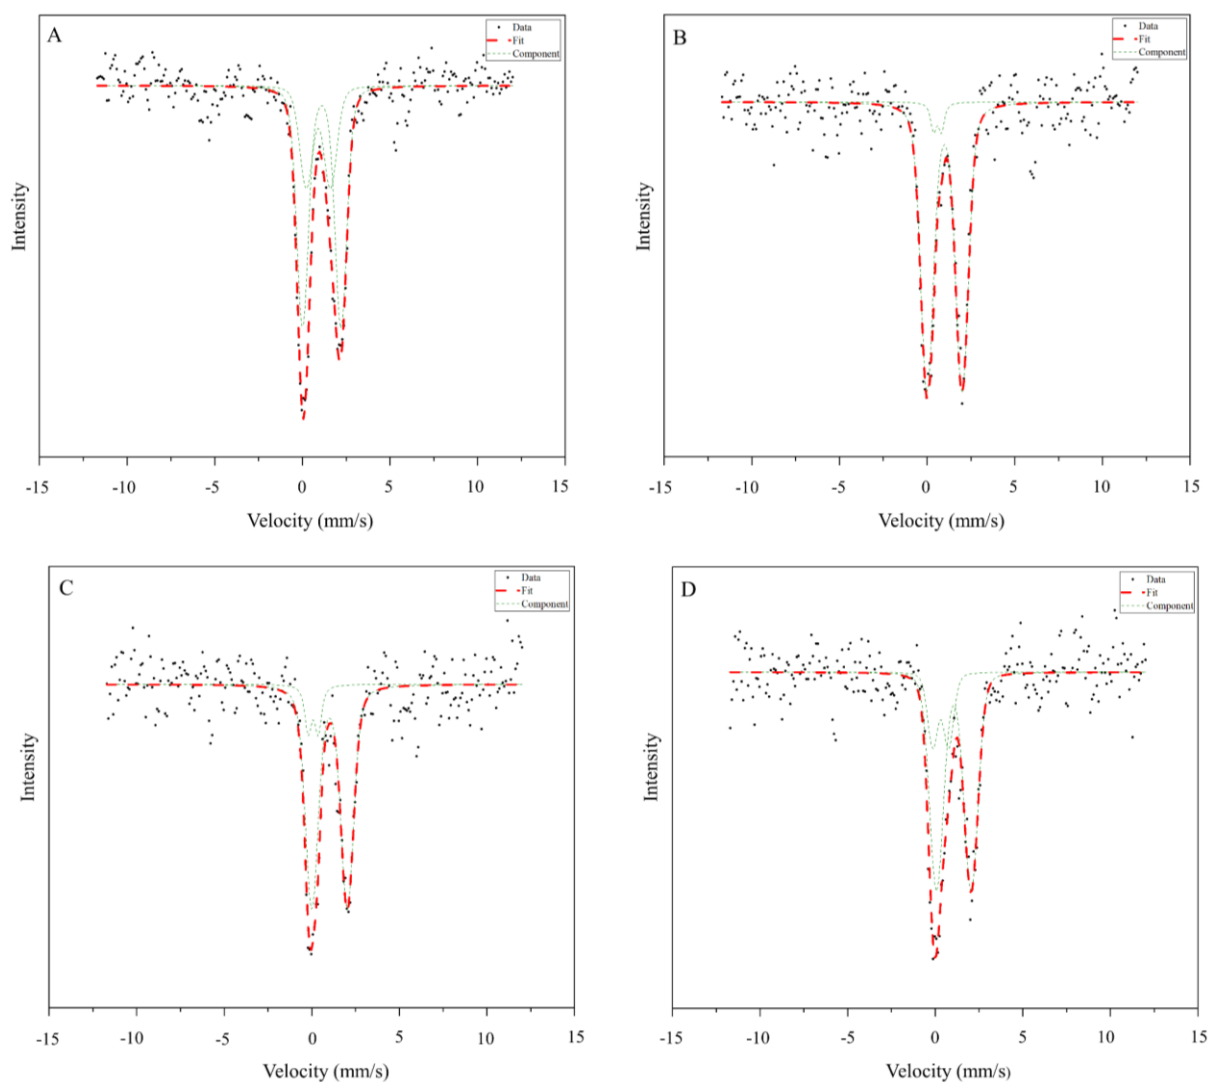 A
Data
Fit
Component
Intensity
-15 -10 -5 0 5 10 15
Velocity (mm/s)
B
Data
Fit
Component
Intensity
-15 -10 -5 0 5 10 15
Velocity (mm/s)
C
Data
Fit
Component
Intensity
-15 -10 -5 0 5 10 15
Velocity (mm/s)
D
Data
Fit
Component
Intensity
-15 -10 -5 0 5 10 15
Velocity (mm/s)